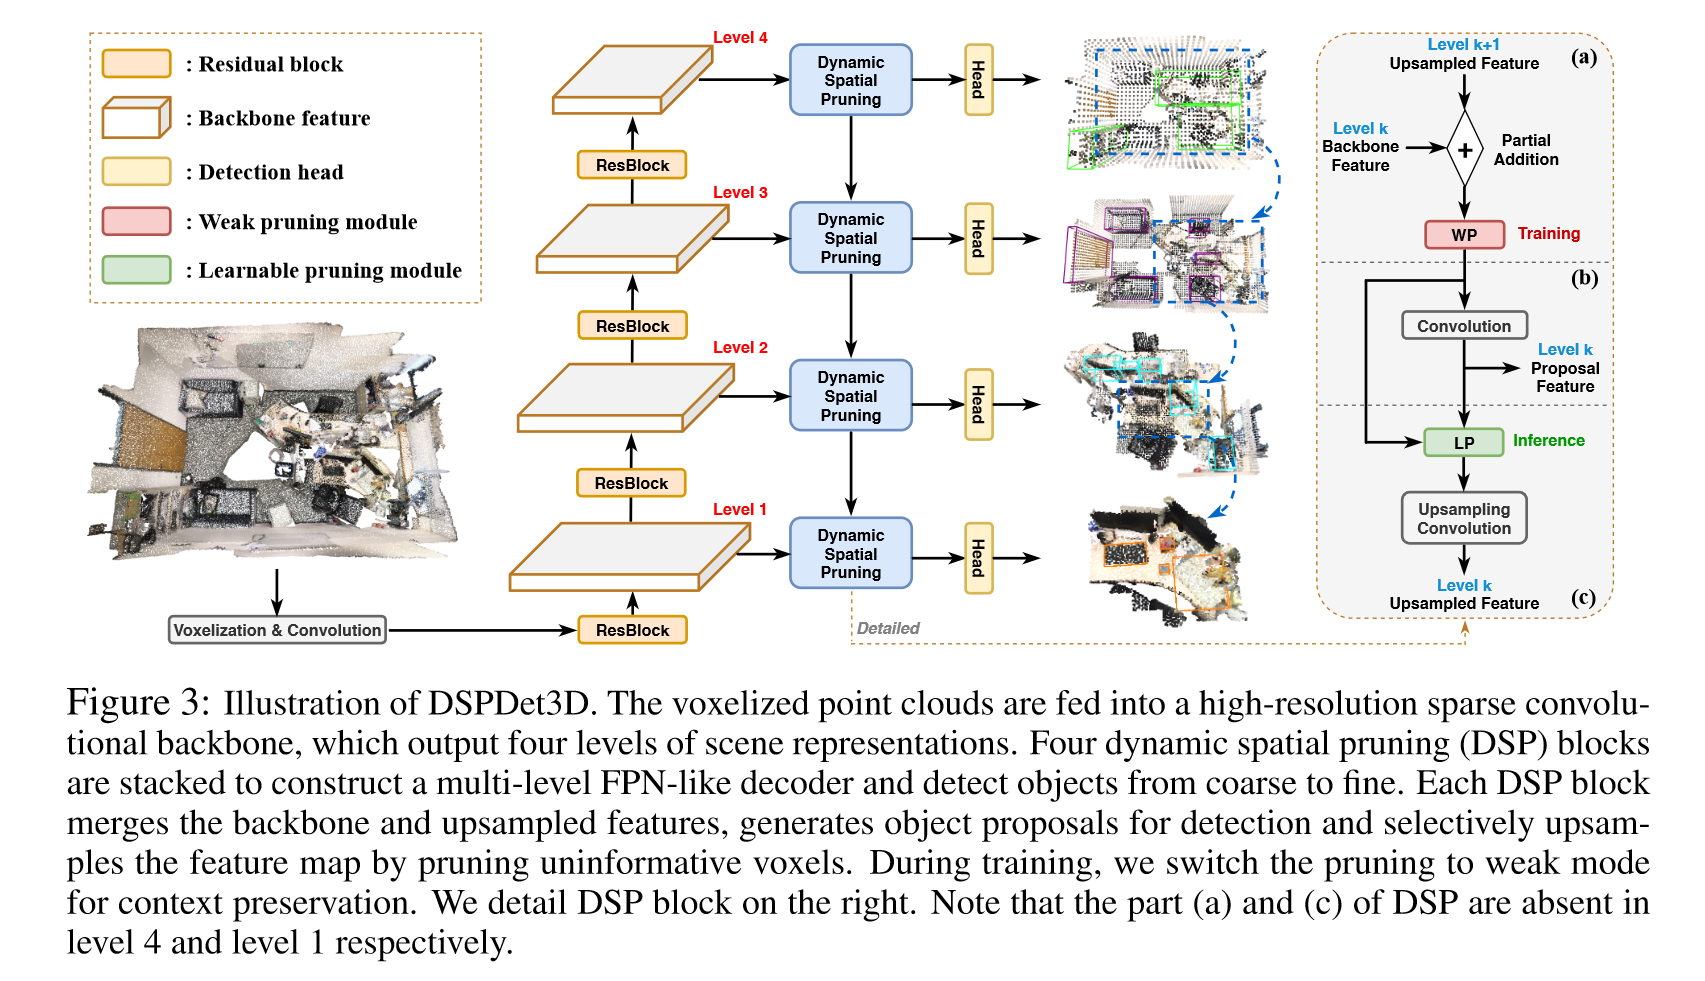 : Residual block
: Backbone feature
: Detection head
: Weak pruning module
: Learnable pruning module
Voxelization & Convolution
Level 4
Level 3
Level 2
Level 1
ResBlock
ResBlock
ResBlock
ResBlock
Dynamic
Spatial
Pruning
Dynamic
Spatial
Pruning
Dynamic
Spatial
Pruning
Dynamic
Spatial
Pruning
Head
Head
Head
Head
Detailed
Level k+1
Upsampled Feature
(a)
Level k
Backbone
Feature
+
Partial
Addition
WP
Training
(b)
Convolution
Level k
Proposal
Feature
LP
Inference
Upsampling
Convolution
Level k
Upsampled Feature
(c)
Figure 3: Illustration of DSPDet3D. The voxelized point clouds are fed into a high-resolution sparse convolu-
tional backbone, which output four levels of scene representations. Four dynamic spatial pruning (DSP) blocks
are stacked to construct a multi-level FPN-like decoder and detect objects from coarse to fine. Each DSP block
merges the backbone and upsampled features, generates object proposals for detection and selectively upsam-
ples the feature map by pruning uninformative voxels. During training, we switch the pruning to weak mode
for context preservation. We detail DSP block on the right. Note that the part (a) and (c) of DSP are absent in
level 4 and level 1 respectively.